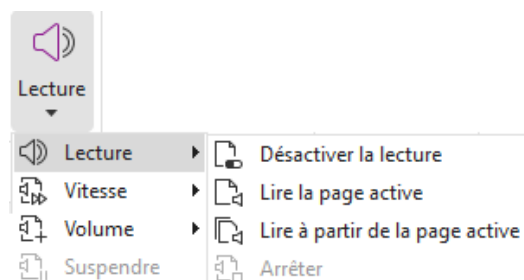 Lecture
Lecture
Désactiver la lecture
Vitesse
Lire la page active
Volume
Lire à partir de la page active
Suspendre
Arrêter